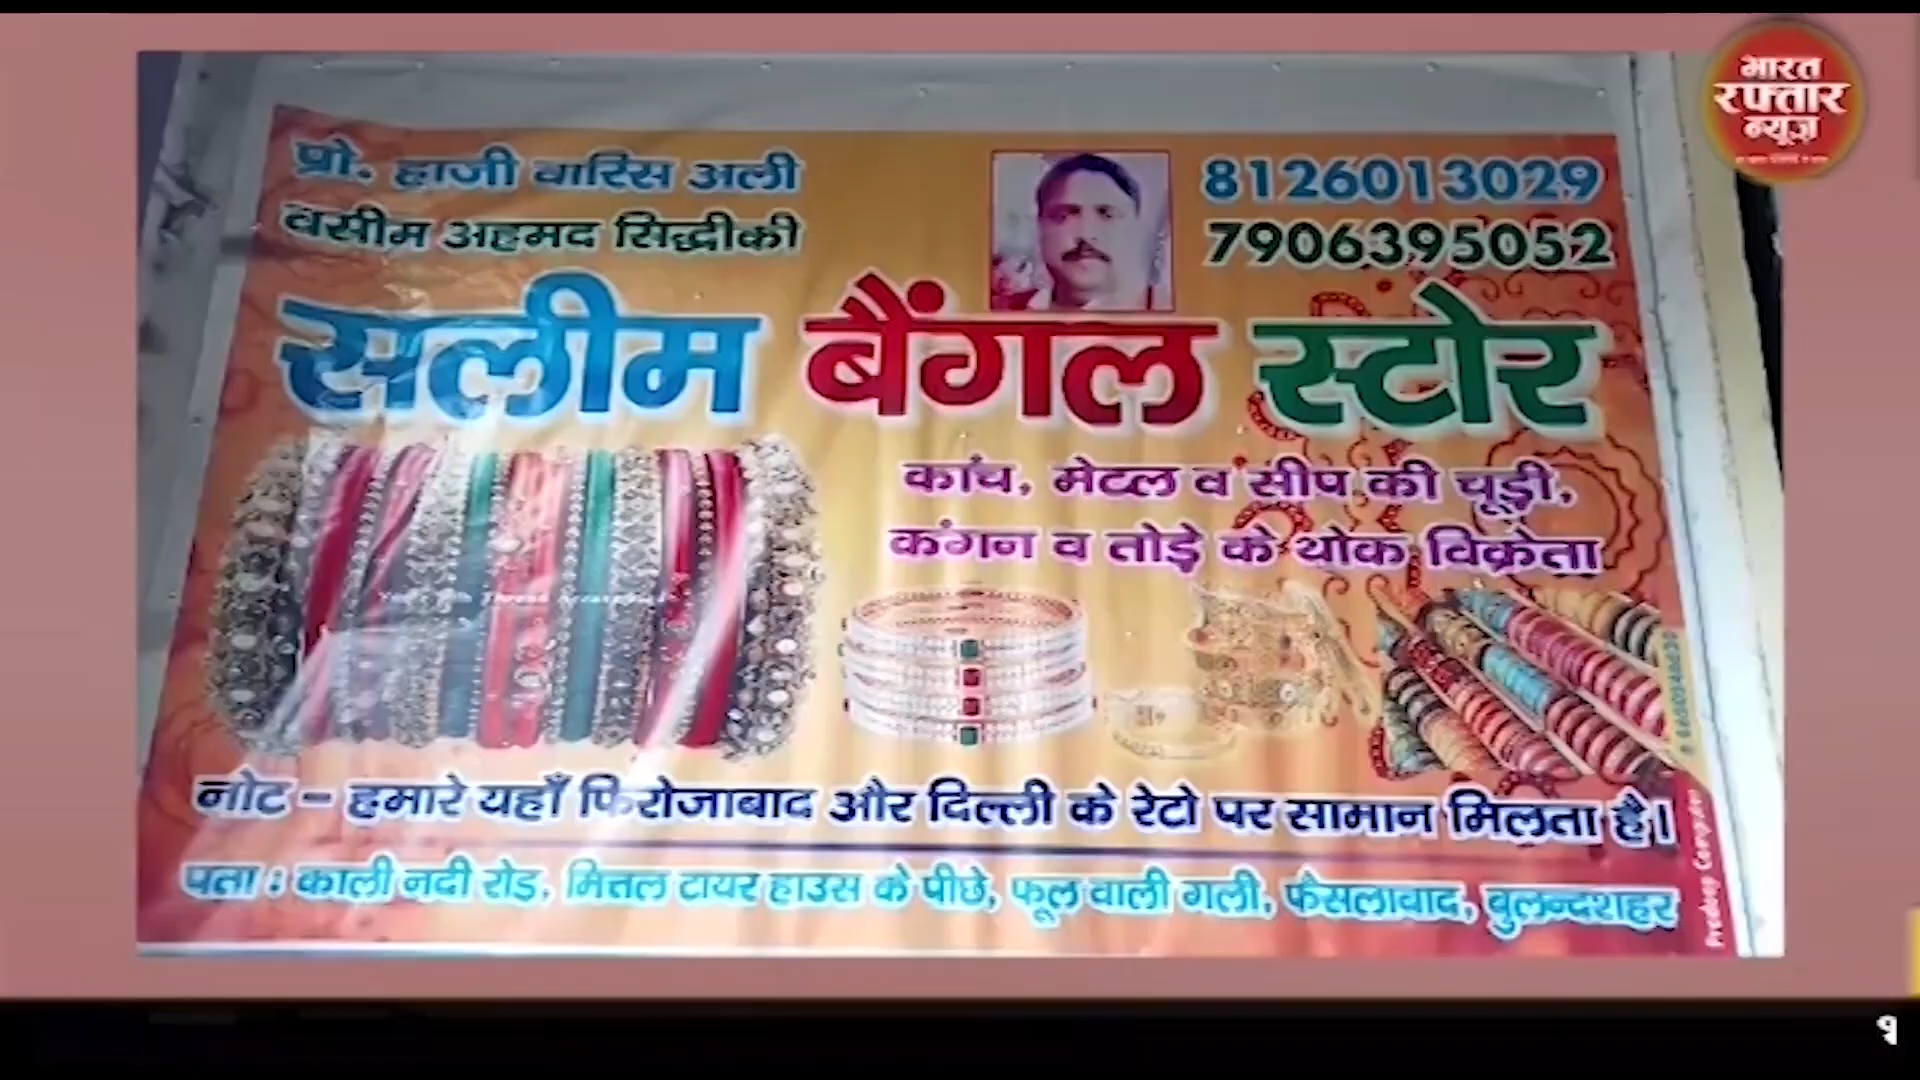 भारत
रफ्तार
न्यूज़
प्रो. हाजी वारिस अली
8126013029
वसीम अहमद सिद्दीकी
7906395052
सलीम बैंगल स्टोर
कांच, मेटल व सीप की चूड़ी,
कंगन व तोड़े के थोक विक्रेता
नोट - हमारे यहाँ फिरोजाबाद और दिल्ली के रेटो पर सामान मिलता है।
पता : काली नदी रोड, मित्तल टायर हाउस के पीछे, फूल वाली गली, फैसलाबाद, बुलन्दशहर